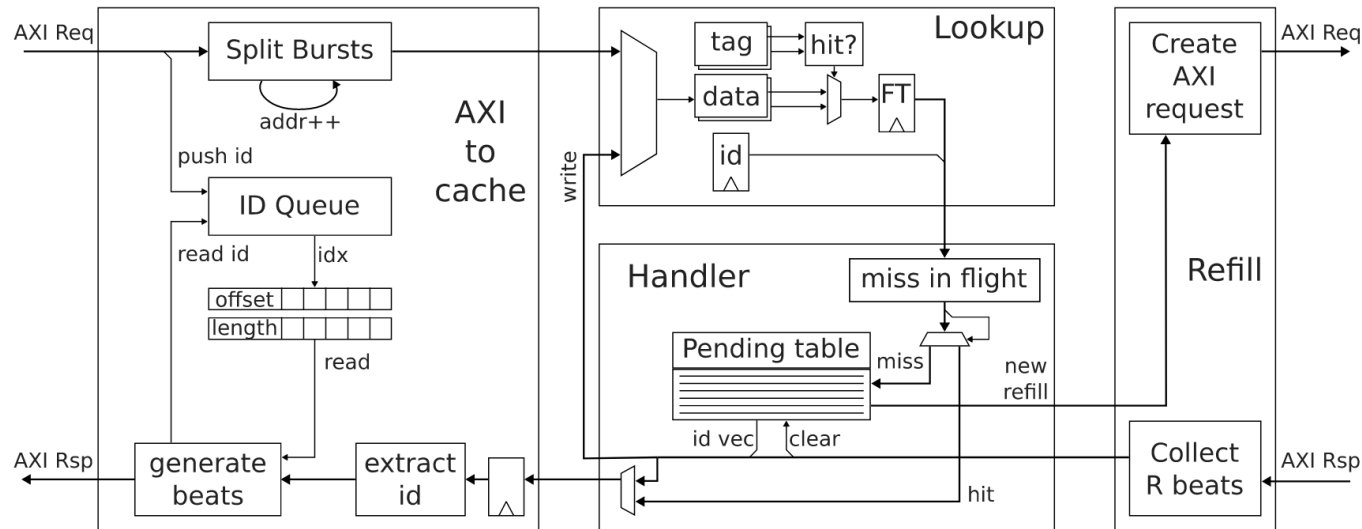 AXI Req
Split Bursts
addr++
push id
AXI
to
cache
ID Queue
read id
idx
offset
length
read
AXI Rsp
generate
beats
extract
id
Lookup
tag
hit?
data
FT
id
write
Handler
miss in flight
Pending table
miss
new
refill
id vec
clear
hit
Create
AXI
request
AXI Req
Refill
Collect
R beats
AXI Rsp